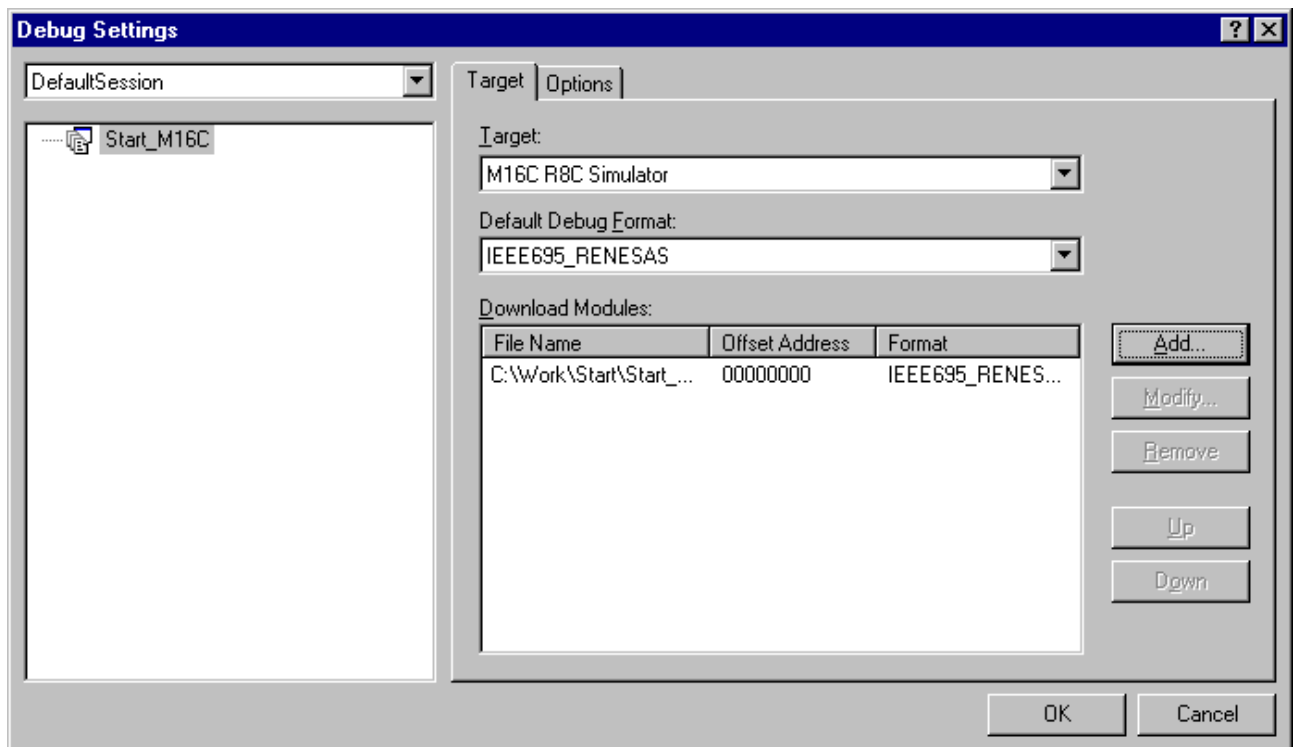 Debug Settings
DefaultSession
Start_M16C
Target Options
Target:
M16C R8C Simulator
Default Debug Format:
IEEE695_RENESAS
Download Modules:
File Name Offset Address Format
C:\Work\Start\Start_... 00000000 IEEE695_RENES...
Add...
Modify...
Remove
Up
Down
OK Cancel